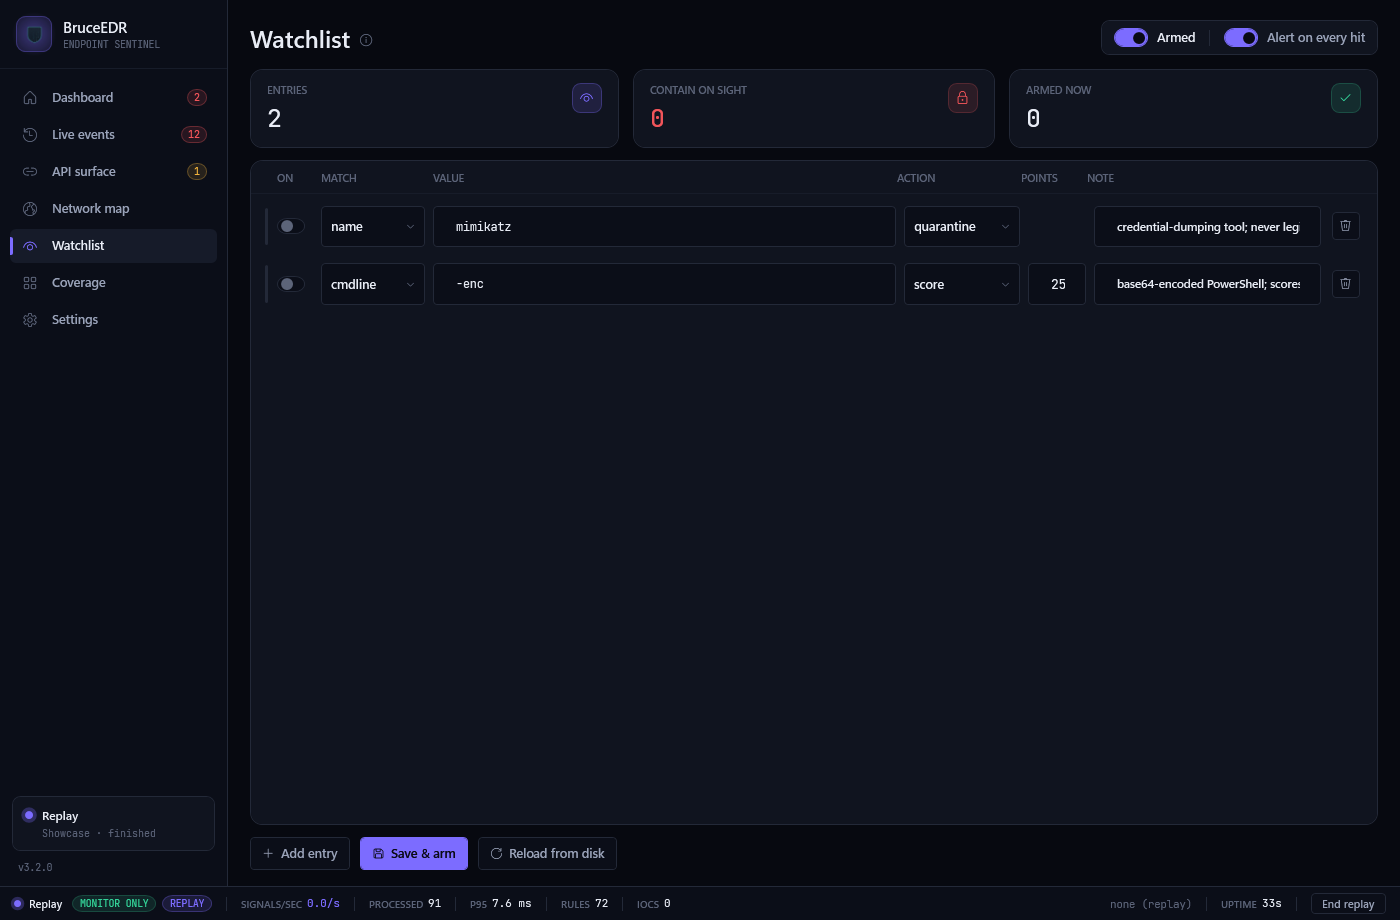 BruceEDR
ENDPOINT SENTINEL
Dashboard 2
Live events 12
API surface 1
Network map
Watchlist
Coverage
Settings
Replay
Showcase · finished
v3.2.0
Watchlist
Armed
Alert on every hit
ENTRIES
2
CONTAIN ON SIGHT
0
ARMED NOW
0
ON MATCH VALUE ACTION POINTS NOTE
name mimikatz quarantine credential-dumping tool; never leg
cmdline -enc score 25 base64-encoded PowerShell; scores
Add entry
Save & arm
Reload from disk
Replay MONITOR ONLY REPLAY SIGNALS/SEC 0.0/s PROCESSED 91 P95 7.6 ms RULES 72 IOCS 0 none (replay) UPTIME 33s End replay